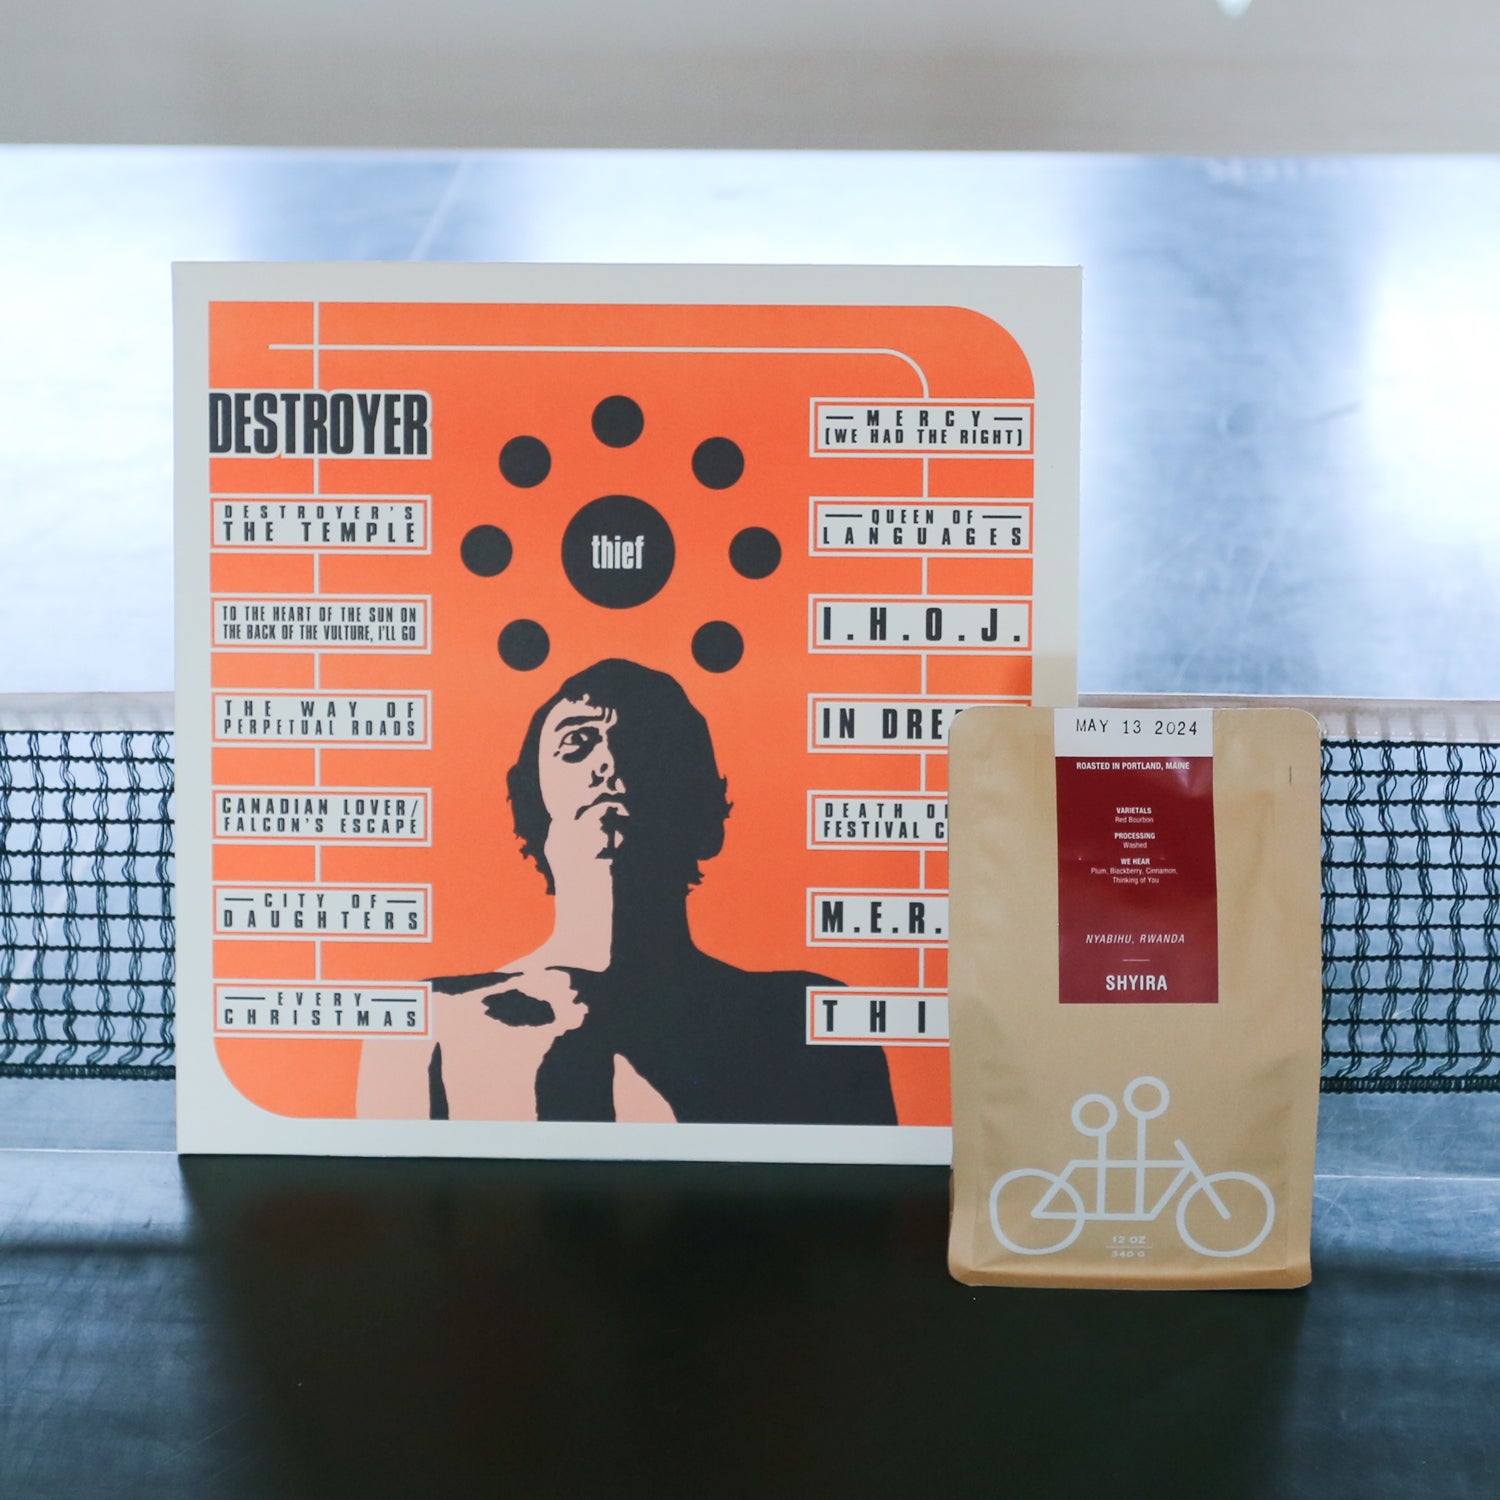 DESTROYER
DESTROYER'S
THE TEMPLE
TO THE HEART OF THE SUN ON
THE BACK OF THE VULTURE, I'LL GO
THE WAY OF
PERPETUAL ROADS
CANADIAN LOVER/
FALCON'S ESCAPE
CITY OF
DAUGHTERS
EVERY
CHRISTMAS
thief
MERCY
(WE HAD THE RIGHT)
QUEEN OF
LANGUAGES
I.H.O.J.
IN
DEATH
FESTIVAL
M.E.R.
MAY 13 2024
ROASTED IN PORTLAND, MAINE
VARIETALS
Red Bourbon
PROCESSING
Washed
WE HEAR
Plum, Blackberry, Cinnamon,
Thinking of You
NYABIHU, RWANDA
SHYIRA
12 OZ
340 G